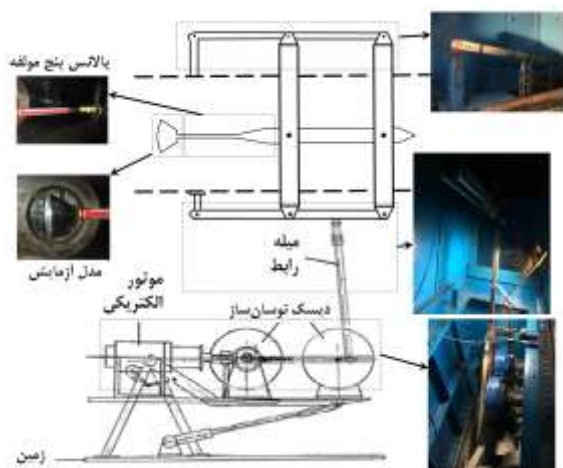 بالانس پنج مولفه
مدل آزمایش
میله
رابط
موتور
الکتریکی
دیسک نوسان‌ساز
زمین